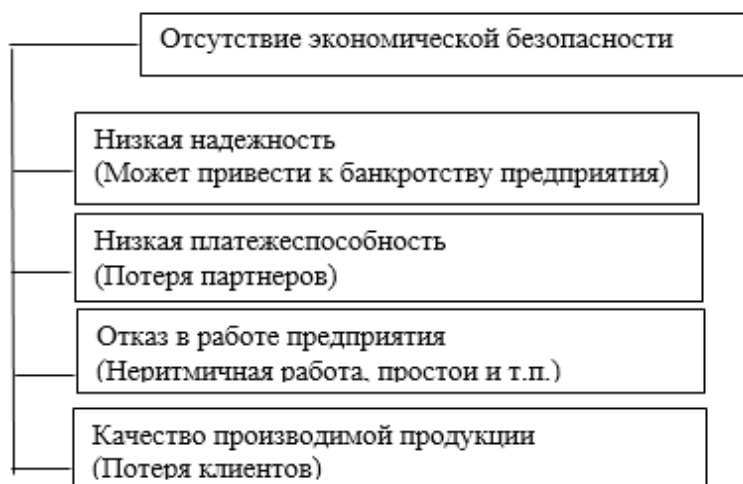 Отсутствие экономической безопасности
Низкая надежность
(Может привести к банкротству предприятия)
Низкая платежеспособность
(Потеря партнеров)
Отказ в работе предприятия
(Неритмичная работа, простои и т.п.)
Качество производимой продукции
(Потеря клиентов)